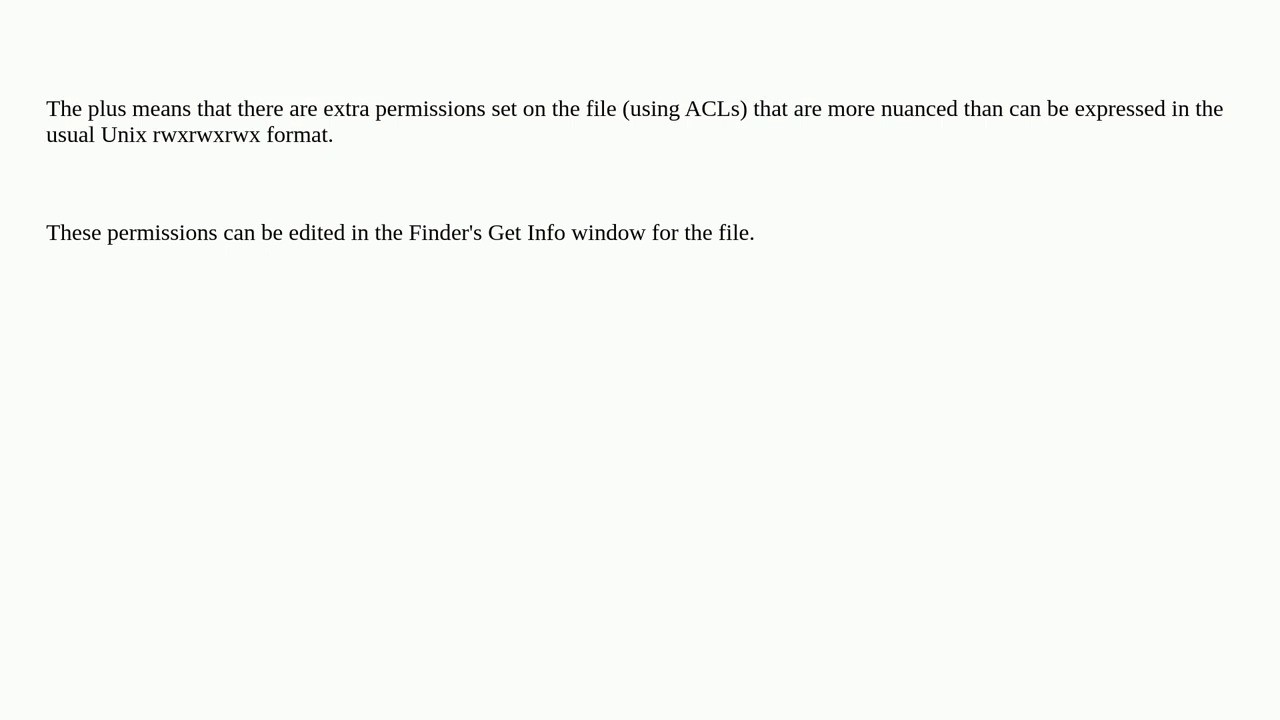 The plus means that there are extra permissions set on the file (using ACLs) that are more nuanced than can be expressed in the
usual Unix rwxrwxrwx format.
These permissions can be edited in the Finder's Get Info window for the file.